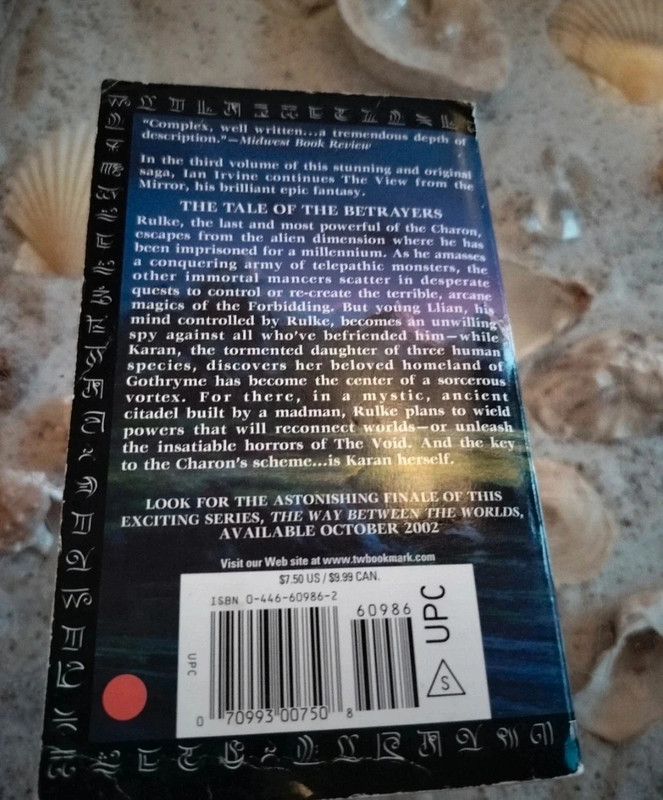 "Complex, well written...a tremendous depth of
description."—Midwest Book Review
In the third volume of this stunning and original
saga, Ian Irvine continues The View from the
Mirror, his brilliant epic fantasy.
THE TALE OF THE BETRAYERS
Rulke, the last and most powerful of the Charon,
escapes from the alien dimension where he has
been imprisoned for a millennium. As he amasses
a conquering army of telepathic monsters, the
other immortal mancers scatter in desperate
quests to control or re-create the terrible, arcane
magics of the Forbidding. But young Llian, his
mind controlled by Rulke, becomes an unwilling
spy against all who've befriended him—while
Karan, the tormented daughter of three human
species, discovers her beloved homeland of
Gothryme has become the center of a sorcerous
vortex. For there, in a mystic, ancient
citadel built by a madman, Rulke plans to wield
powers that will reconnect worlds—or unleash
the insatiable horrors of The Void. And the key
to the Charon's scheme...is Karan herself.
LOOK FOR THE ASTONISHING FINALE OF THIS
EXCITING SERIES, THE WAY BETWEEN THE WORLDS,
AVAILABLE OCTOBER 2002
Visit our Web site at www.twbookmark.com
$7.50 US / $9.99 CAN.
ISBN 0-446-60986-2
60986
UPC
UPC
S
0 70993 00750 8